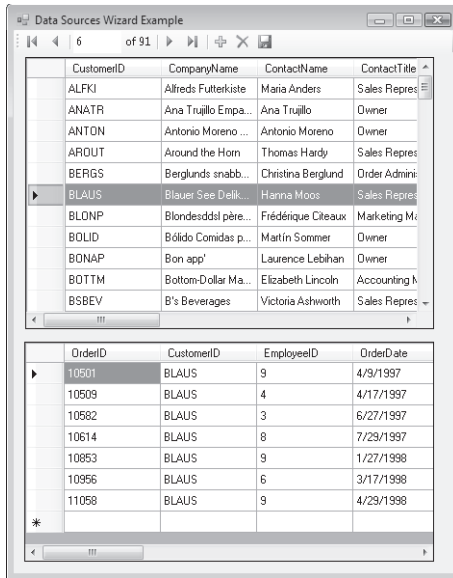 Data Sources Wizard Example
6 of 91
CustomerID CompanyName ContactName ContactTitle
ALFKI Alfreds Futterkiste Maria Anders Sales Repres
ANATR Ana Trujillo Empa... Ana Trujillo Owner
ANTON Antonio Moreno ... Antonio Moreno Owner
AROUT Around the Horn Thomas Hardy Sales Repres
BERGS Berglunds snabb... Christina Berglund Order Adminis
BLAUS Blauer See Delik... Hanna Moos Sales Repres
BLONP Blondesddsl père... Frédérique Citeaux Marketing Ma
BOLID Bólido Comidas p... Martín Sommer Owner
BONAP Bon app' Laurence Lebihan Owner
BOTTM Bottom-Dollar Ma... Elizabeth Lincoln Accounting M
BSBEV B's Beverages Victoria Ashworth Sales Repres
OrderID CustomerID EmployeeID OrderDate
10501 BLAUS 9 4/9/1997
10509 BLAUS 4 4/17/1997
10582 BLAUS 3 6/27/1997
10614 BLAUS 8 7/29/1997
10853 BLAUS 9 1/27/1998
10956 BLAUS 6 3/17/1998
11058 BLAUS 9 4/29/1998